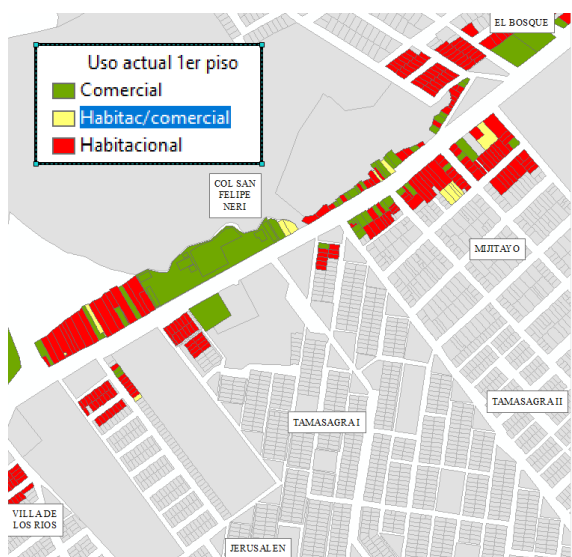 EL BOSQUE
Uso actual 1er piso
Comercial
Habitac/comercial
Habitacional
COL SAN
FELIPE
NERI
MIJITAYO
TAMASAGRA II
TAMASAGRA I
VILLA DE
LOS RIOS
JERUSALEN